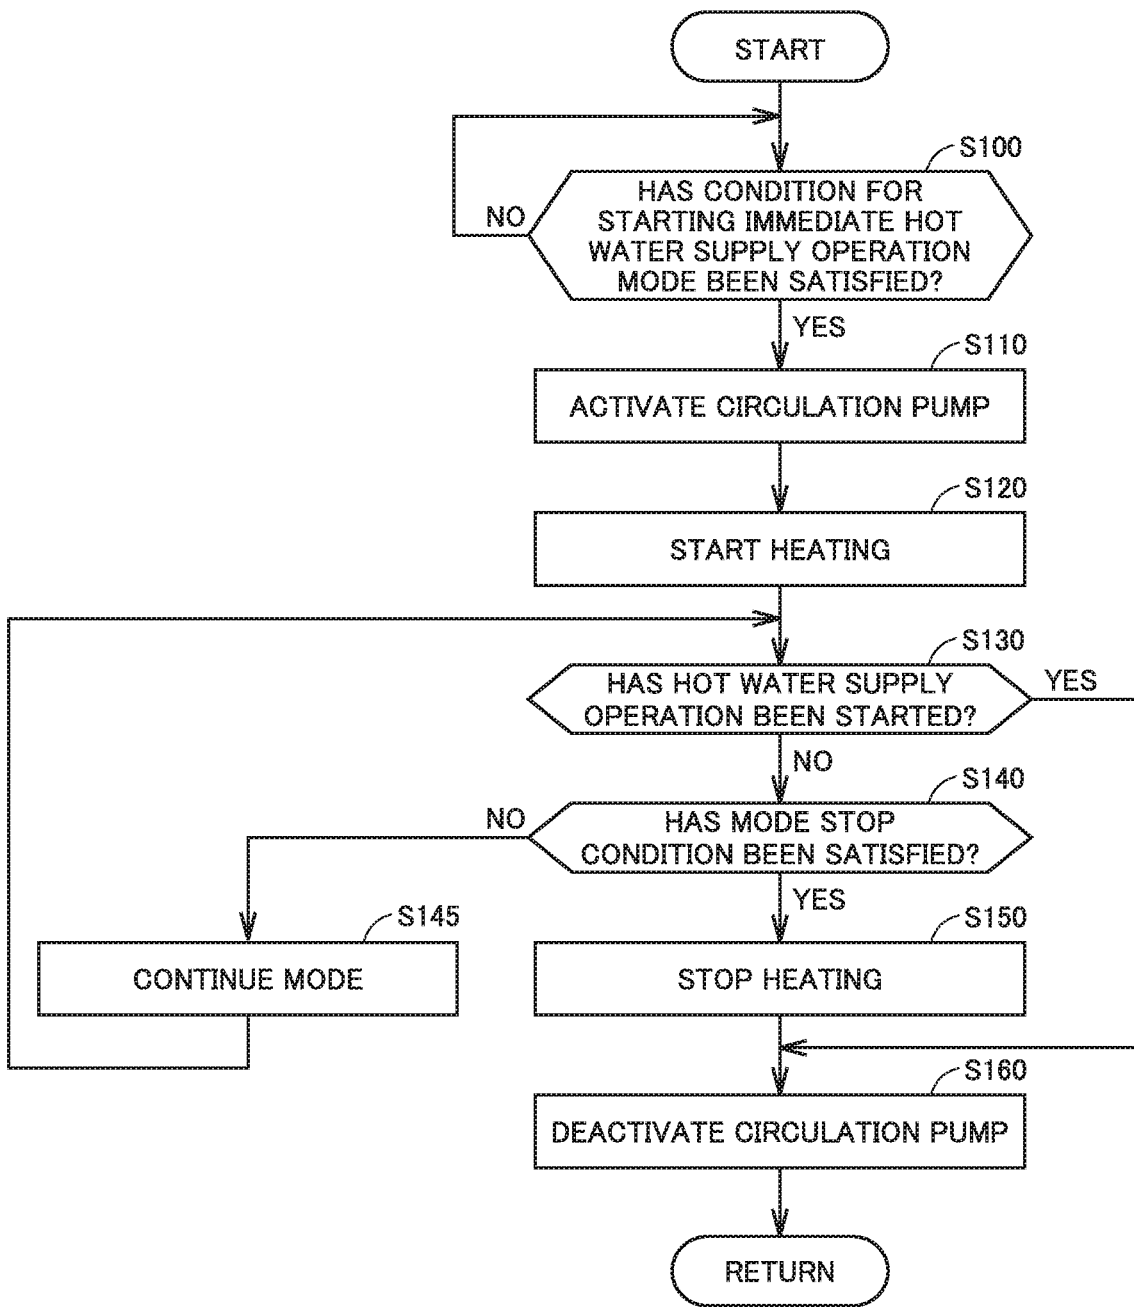 START
S100
HAS CONDITION FOR
STARTING IMMEDIATE HOT
WATER SUPPLY OPERATION
MODE BEEN SATISFIED?
NO
YES
S110
ACTIVATE CIRCULATION PUMP
S120
START HEATING
S130
HAS HOT WATER SUPPLY
OPERATION BEEN STARTED?
YES
NO
S140
HAS MODE STOP
CONDITION BEEN SATISFIED?
NO
YES
S145
CONTINUE MODE
S150
STOP HEATING
S160
DEACTIVATE CIRCULATION PUMP
RETURN